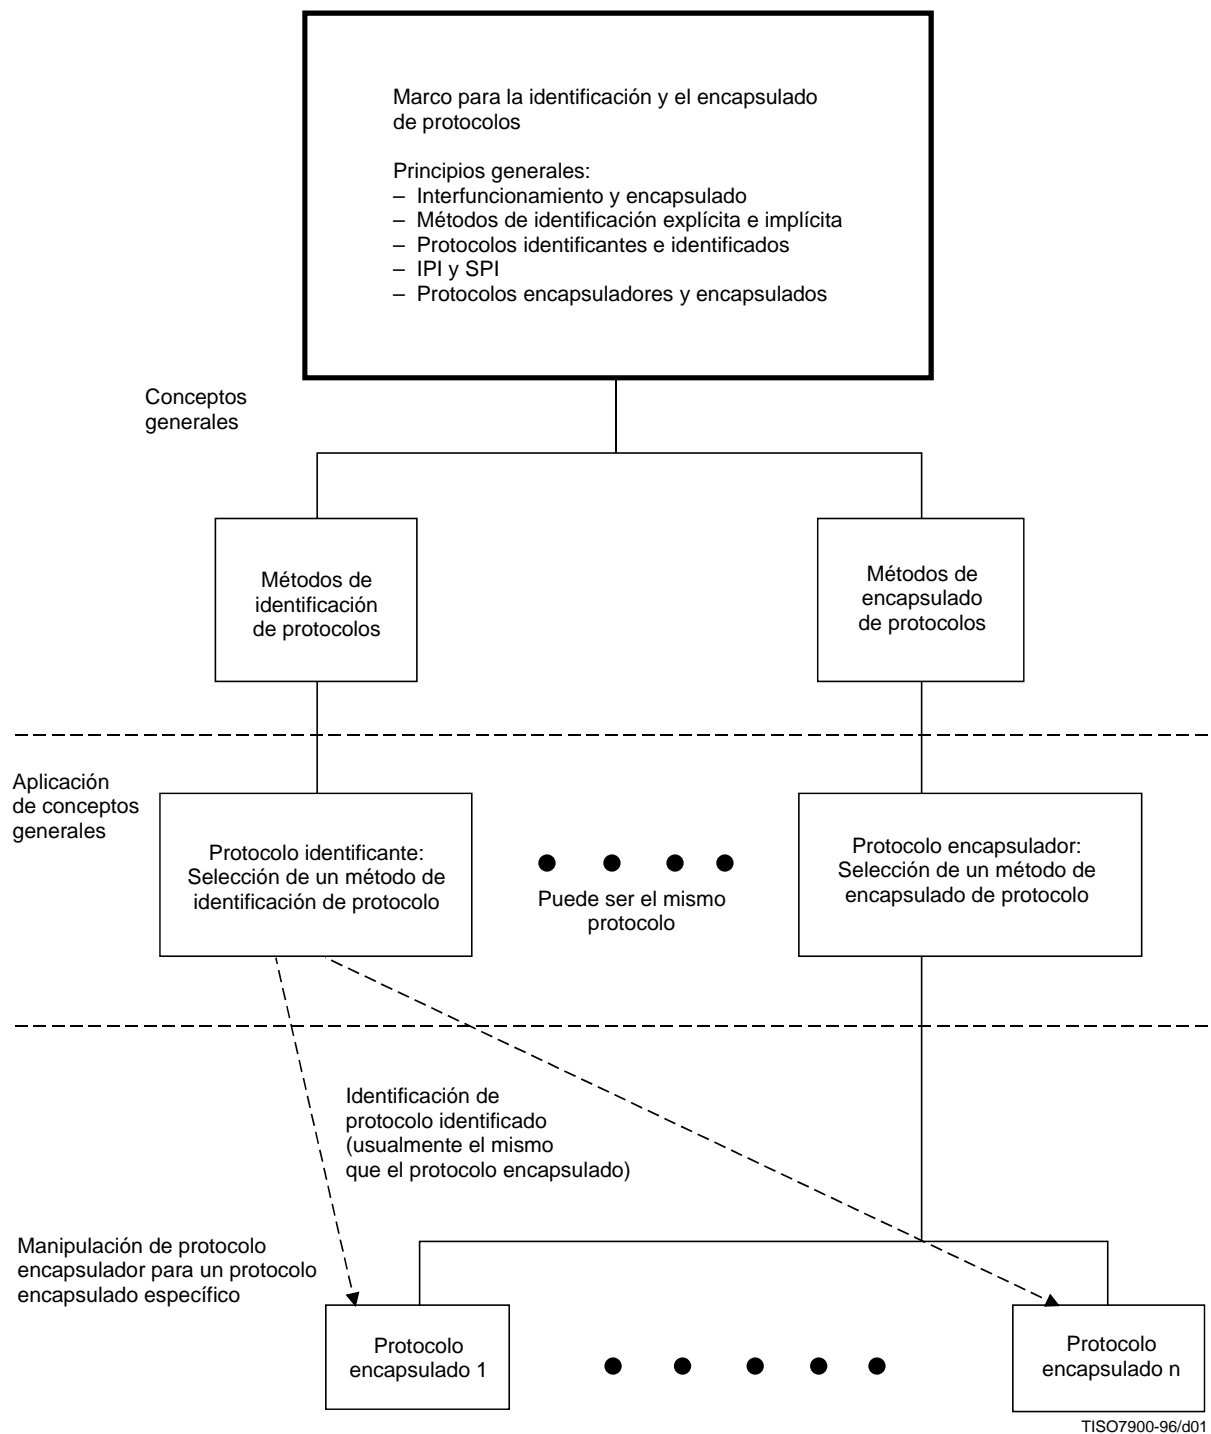 Marco para la identificación y el encapsulado
de protocolos
Principios generales:
– Interfuncionamiento y encapsulado
– Métodos de identificación explícita e implícita
– Protocolos identificantes e identificados
– IPI y SPI
– Protocolos encapsuladores y encapsulados
Conceptos
generales
Métodos de
identificación
de protocolos
Métodos de
encapsulado
de protocolos
Aplicación
de conceptos
generales
Protocolo identificante:
Selección de un método de
identificación de protocolo
Puede ser el mismo
protocolo
Protocolo encapsulador:
Selección de un método de
encapsulado de protocolo
Identificación de
protocolo identificado
(usualmente el mismo
que el protocolo encapsulado)
Manipulación de protocolo
encapsulador para un protocolo
encapsulado específico
Protocolo
encapsulado 1
Protocolo
encapsulado n
TISO7900-96/d01